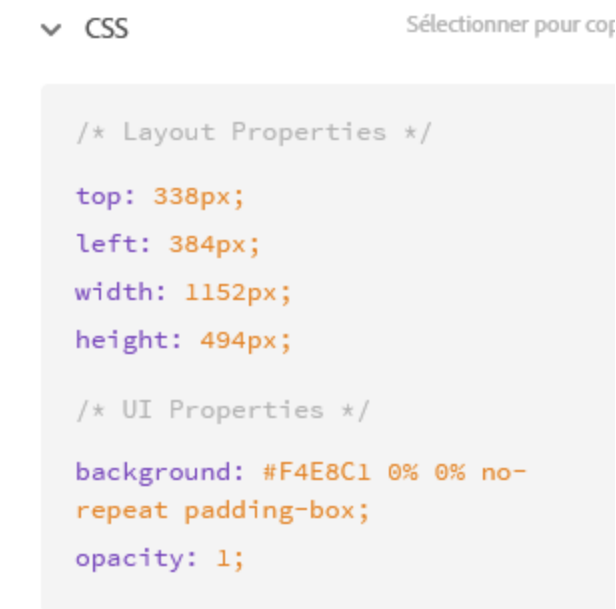 CSS
Sélectionner pour cop
/* Layout Properties */
top: 338px;
left: 384px;
width: 1152px;
height: 494px;
/* UI Properties */
background: #F4E8C1 0% 0% no-
repeat padding-box;
opacity: 1;